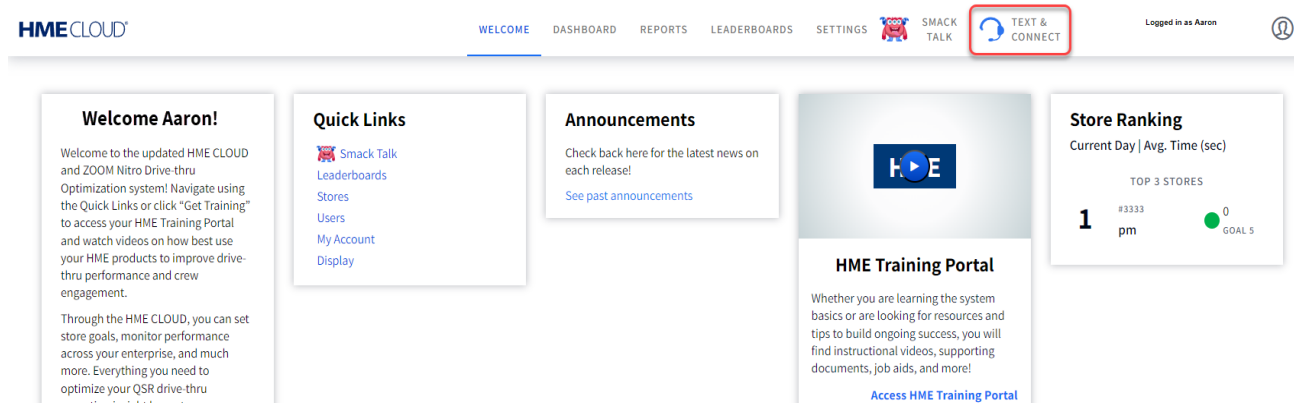 HME CLOUD®
WELCOME
DASHBOARD
REPORTS
LEADERBOARDS
SETTINGS
SMACK
TALK
TEXT &
CONNECT
Logged in as Aaron
Welcome Aaron!
Welcome to the updated HME CLOUD
and ZOOM Nitro Drive-thru
Optimization system! Navigate using
the Quick Links or click “Get Training”
to access your HME Training Portal
and watch videos on how best use
your HME products to improve drive-
thru performance and crew
engagement.
Through the HME CLOUD, you can set
store goals, monitor performance
across your enterprise, and much
more. Everything you need to
optimize your QSR drive-thru
Quick Links
Smack Talk
Leaderboards
Stores
Users
My Account
Display
Announcements
Check back here for the latest news on
each release!
See past announcements
HME
HME Training Portal
Whether you are learning the system
basics or are looking for resources and
tips to build ongoing success, you will
find instructional videos, supporting
documents, job aids, and more!
Access HME Training Portal
Store Ranking
Current Day | Avg. Time (sec)
TOP 3 STORES
1
#3333
pm
0
GOAL 5